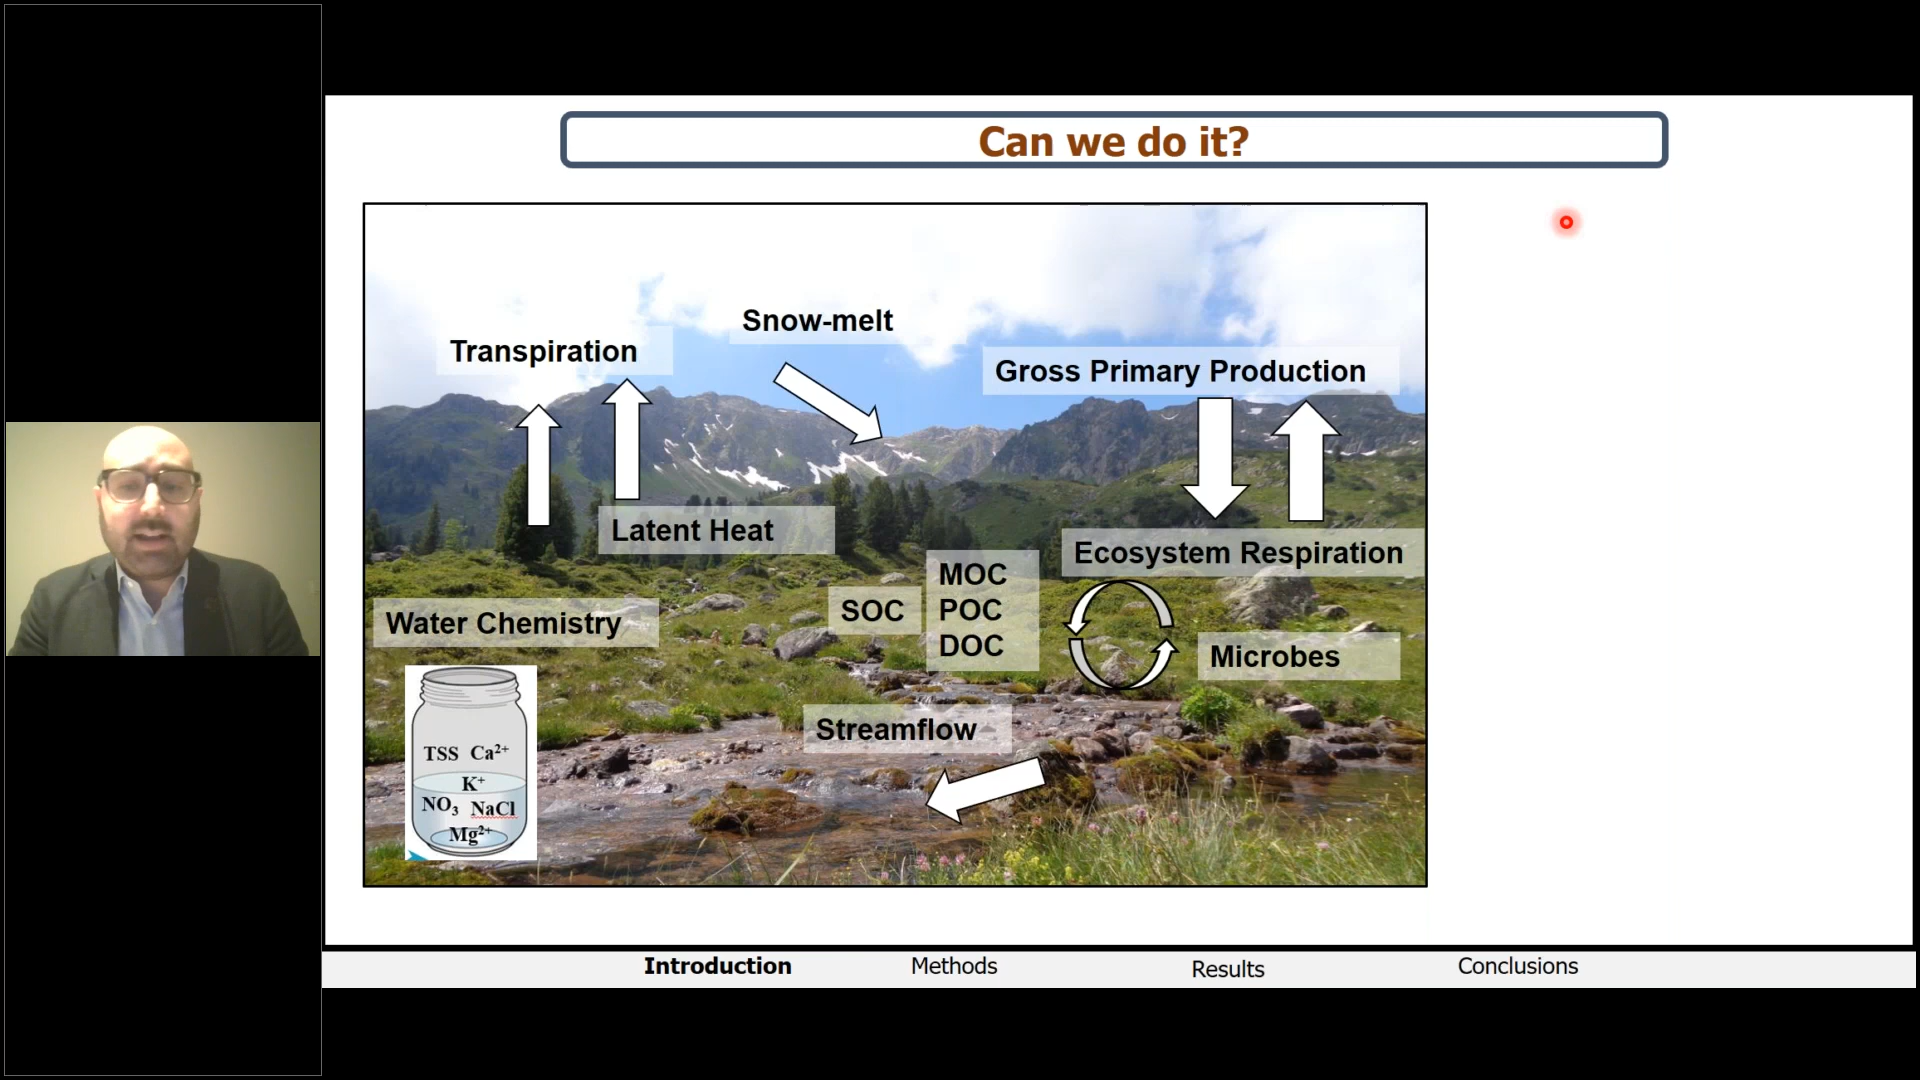 Can we do it?
Snow-melt
Transpiration
Gross Primary Production
Latent Heat
Ecosystem Respiration
MOC
SOC
POC
DOC
Water Chemistry
Microbes
Streamflow
TSS Ca²⁺
K⁺
NO₃ NaCl
Mg²⁺
Introduction Methods Results Conclusions